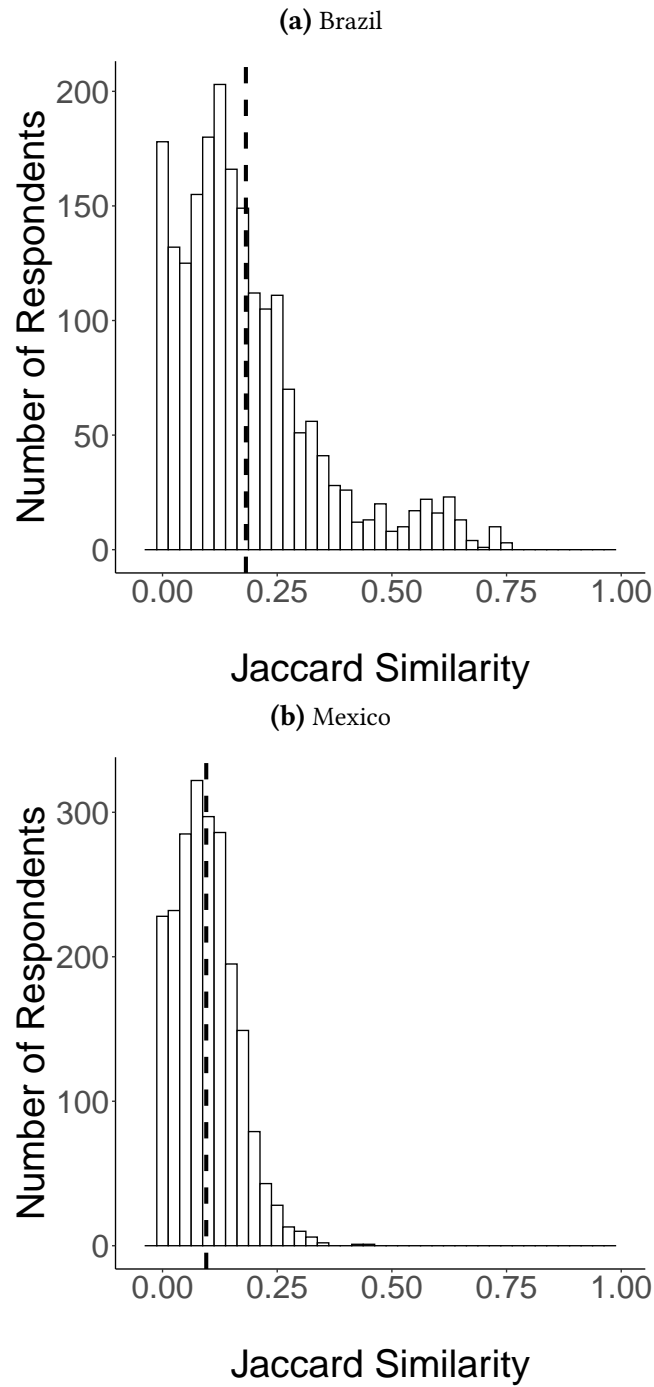 (a) Brazil
200
150
100
50
0
Number of Respondents
0.00 0.25 0.50 0.75 1.00
Jaccard Similarity
(b) Mexico
300
200
100
0
Number of Respondents
0.00 0.25 0.50 0.75 1.00
Jaccard Similarity